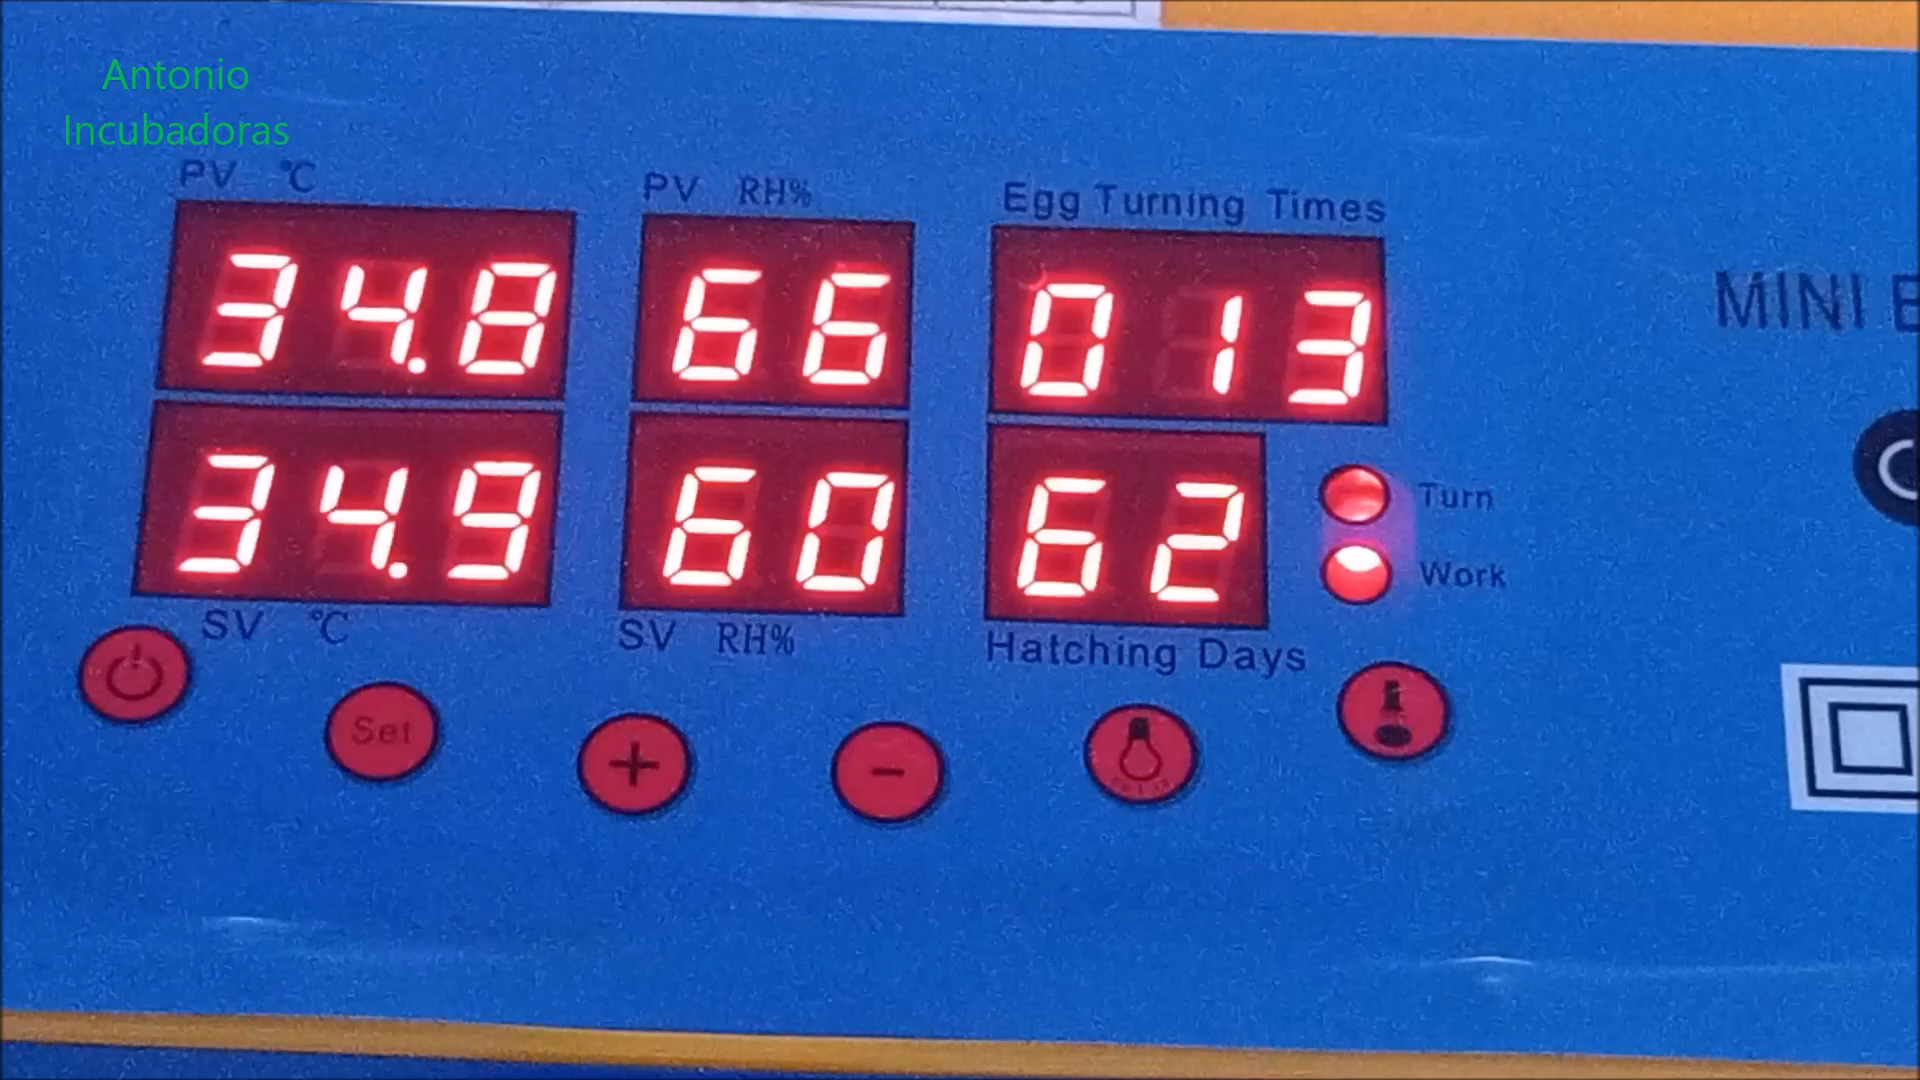 Antonio
Incubadoras
PV °C
PV RH%
Egg Turning Times
34.8
66
013
34.9
60
62
Turn
Work
SV °C
SV RH%
Hatching Days
Set
+
-
MINI